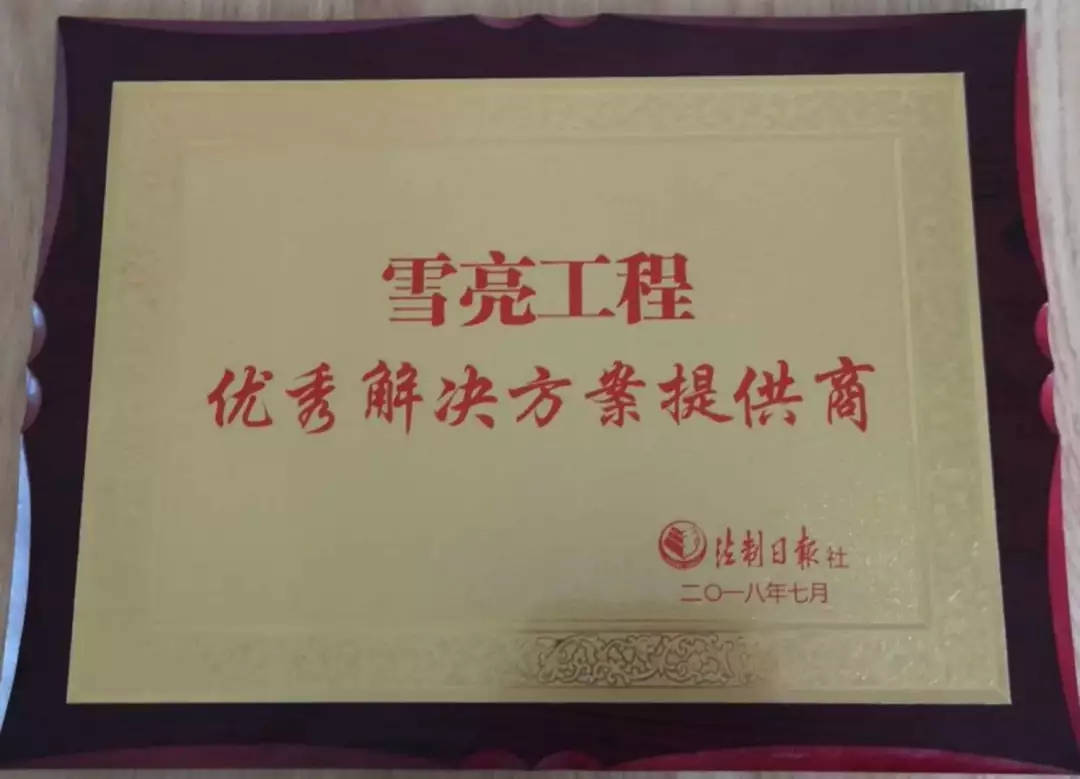 雪亮工程
优秀解决方案提供商
法制日报社
二〇一八年七月